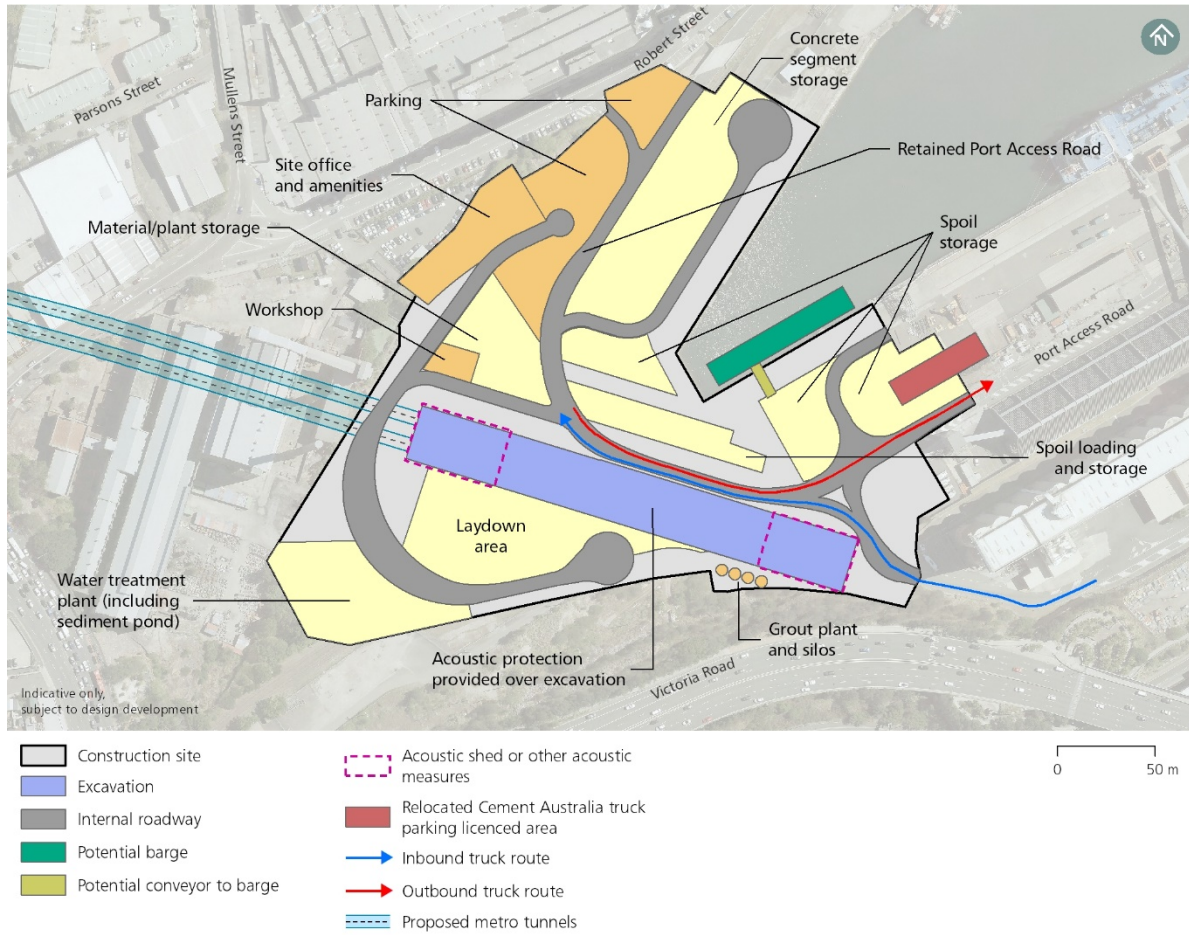 Parsons Street
Mullens Street
Robert Street
Concrete
segment
storage
N
Parking
Retained Port Access Road
Site office
and amenities
Material/plant storage
Spoil
storage
Workshop
Port Access Road
Spoil loading
and storage
Laydown
area
Water treatment
plant (including
sediment pond)
Grout plant
and silos
Acoustic protection
provided over excavation
Victoria Road
Indicative only,
subject to design development
Construction site
Excavation
Internal roadway
Potential barge
Potential conveyor to barge
Acoustic shed or other acoustic
measures
Relocated Cement Australia truck
parking licenced area
Inbound truck route
Outbound truck route
Proposed metro tunnels
0 50 m